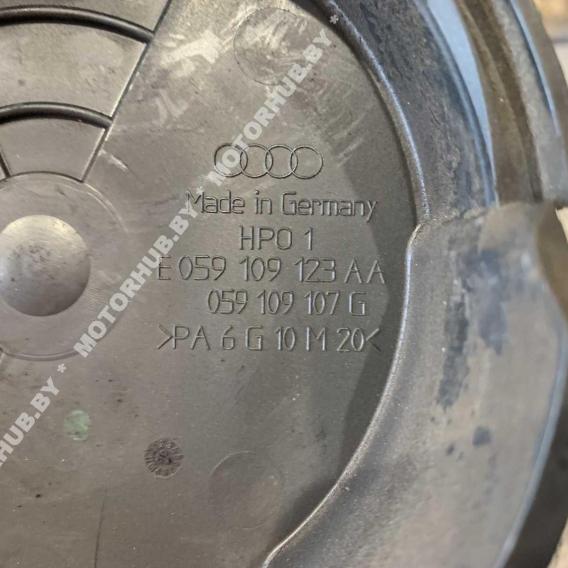 Made in Germany
HPO 1
E 059 109 123 AA
059 109 107 G
>PA 6 G 10 M 20<
MOTORHUB.BY * MOTORHUB.BY * MOTORHUB.BY